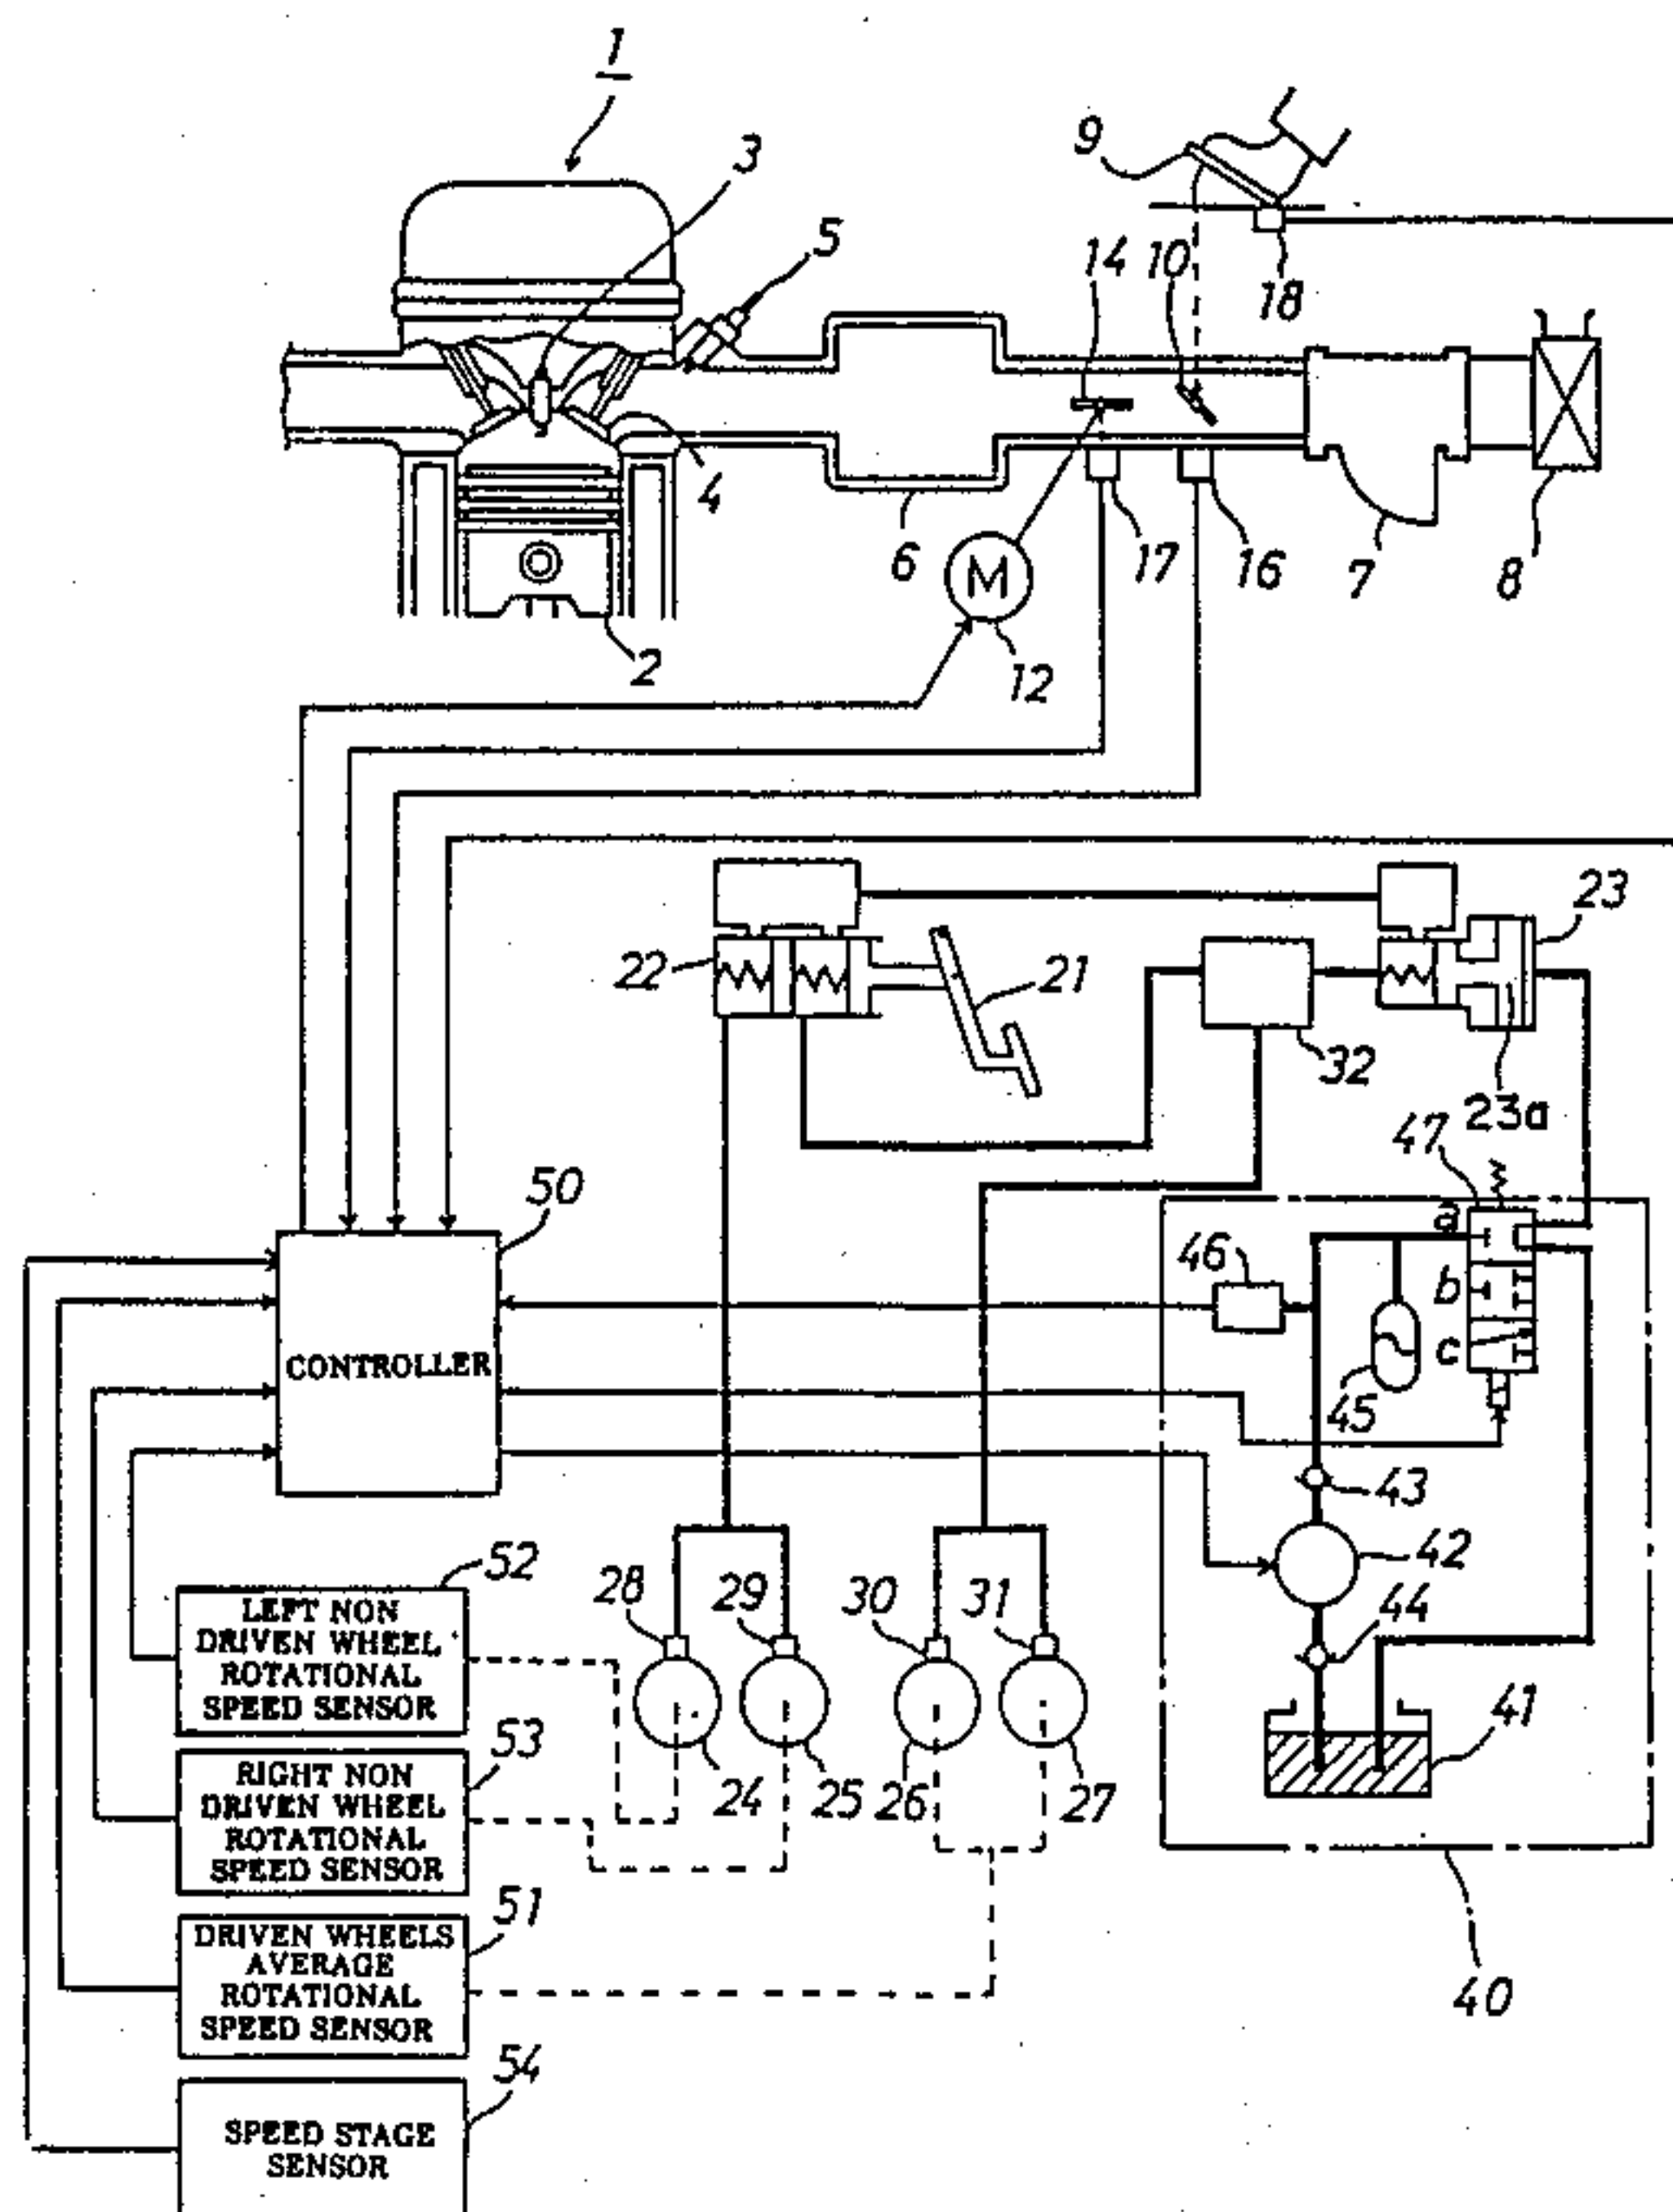 1
3
9
5
14
10
18
4
6
17
16
7
8
M
2
12
23
22
21
32
23a
47
50
a
46
b
CONTROLLER
c
45
43
52
42
28
29
30
31
44
LEFT NON
DRIVEN WHEEL
ROTATIONAL
SPEED SENSOR
53
41
24
25
26
27
RIGHT NON
DRIVEN WHEEL
ROTATIONAL
SPEED SENSOR
51
DRIVEN WHEELS
AVERAGE
ROTATIONAL
SPEED SENSOR
40
54
SPEED STAGE
SENSOR